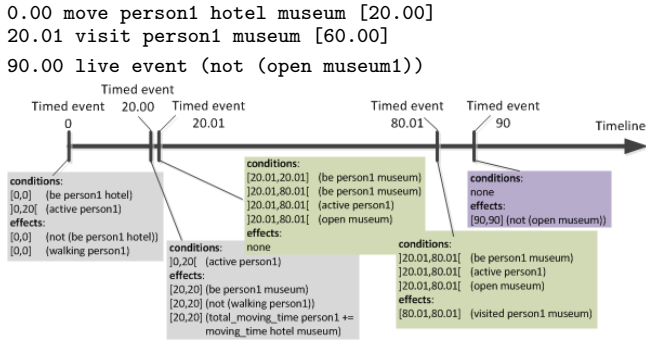 0.00 move person1 hotel museum [20.00]
20.01 visit person1 museum [60.00]
90.00 live event (not (open museum1))
Timed event
0
Timed event
20.00
Timed event
20.01
Timed event
80.01
Timed event
90
Timeline
conditions:
[0,0] (be person1 hotel)
]0,20[ (active person1)
effects:
[0,0] (not (be person1 hotel))
[0,0] (walking person1)
conditions:
]0,20[ (active person1)
effects:
[20,20] (be person1 museum)
[20,20] (not (walking person1))
[20,20] (total_moving_time person1 +=
moving_time hotel museum)
conditions:
[20.01,20.01] (be person1 museum)
]20.01,80.01[ (be person1 museum)
]20.01,80.01[ (active person1)
]20.01,80.01[ (open museum)
effects:
none
conditions:
]20.01,80.01[ (be person1 museum)
]20.01,80.01[ (active person1)
]20.01,80.01[ (open museum)
effects:
[80.01,80.01] (visited person1 museum)
conditions:
none
effects:
[90,90] (not (open museum))